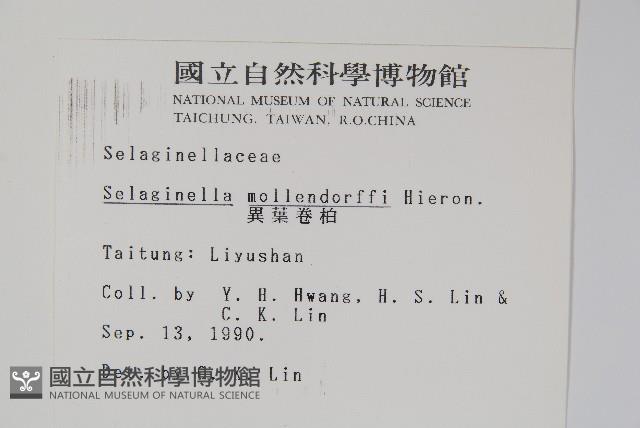 國立自然科學博物館
NATIONAL MUSEUM OF NATURAL SCIENCE
TAICHUNG, TAIWAN, R.O.CHINA
Selaginellaceae
Selaginella mollendorffi Hieron.
異葉卷柏
Taitung: Liyushan
Coll. by Y. H. Hwang, H. S. Lin &
C. K. Lin
Sep. 13, 1990.
Det. by C. K. Lin
國立自然科學博物館
NATIONAL MUSEUM OF NATURAL SCIENCE